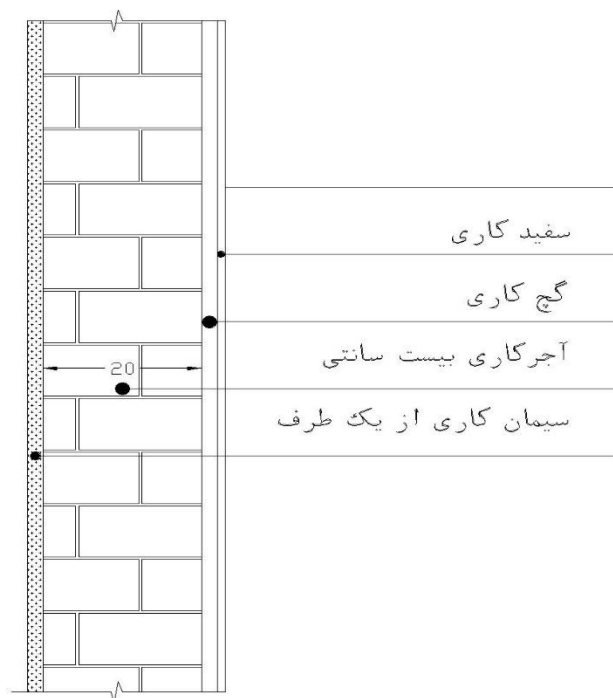 سفید کاری
گچ کاری
آجرکاری بیست سانتی
20
سیمان کاری از یک طرف